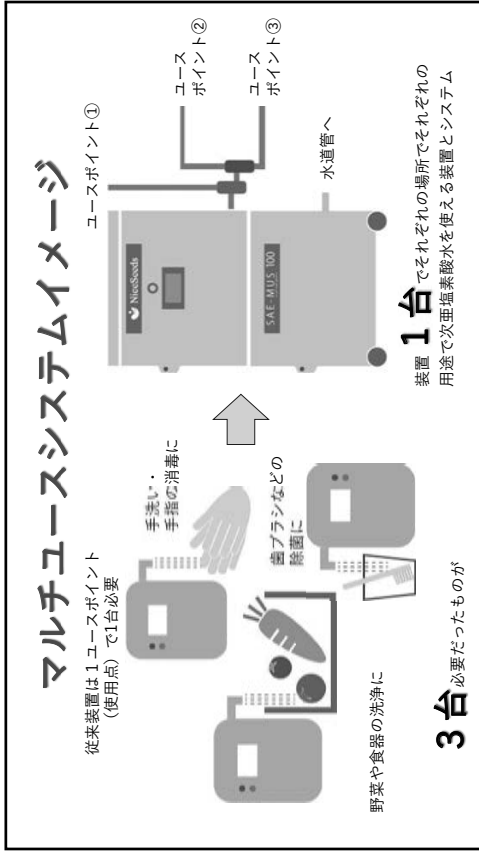 マルチユースシステムイメージ
従来装置は１ユースポイント
（使用点）で1台必要
手洗い・
手指の消毒に
歯ブラシなどの
除菌に
野菜や食器の洗浄に
３台必要だったものが
ユースポイント①
ユース
ポイント②
ユース
ポイント③
NiceSeeds
SAE-MUS 100
水道管へ
装置１台でそれぞれの場所でそれぞれの
用途で次亜塩素酸水を使える装置とシステム